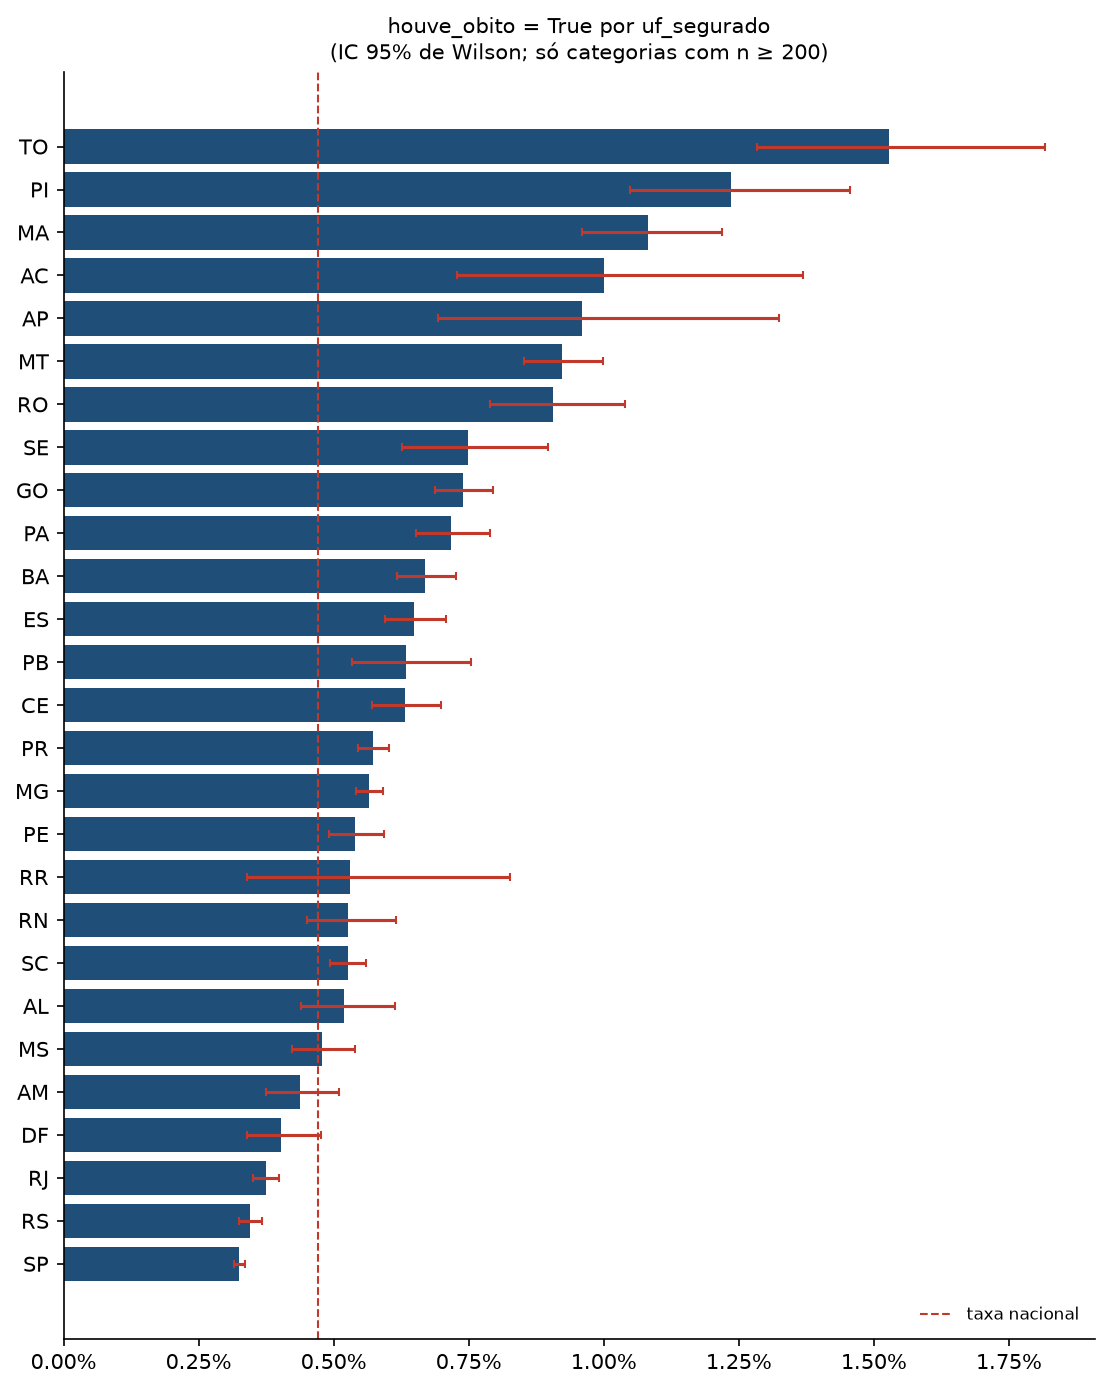 houve_obito = True por uf_segurado
(IC 95% de Wilson; só categorias com n ≥ 200)
TO
PI
MA
AC
AP
MT
RO
SE
GO
PA
BA
ES
PB
CE
PR
MG
PE
RR
RN
SC
AL
MS
AM
DF
RJ
RS
SP
taxa nacional
0.00% 0.25% 0.50% 0.75% 1.00% 1.25% 1.50% 1.75%